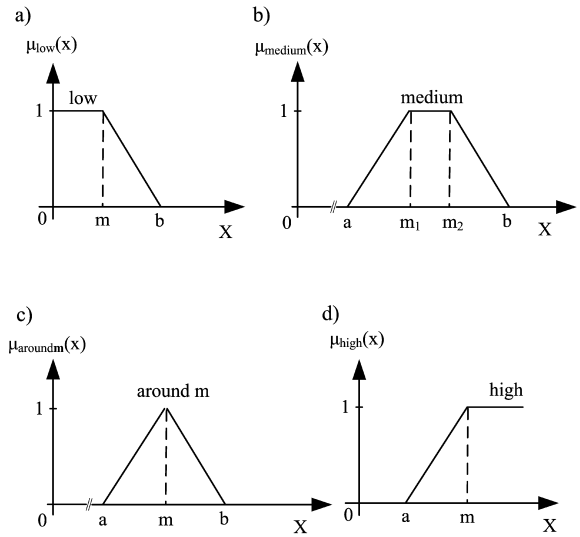 a)
μlow(x)
low
1
0
m
b
X
b)
μmedium(x)
medium
1
0
a
m1
m2
b
X
c)
μaroundm(x)
around m
1
0
a
m
b
X
d)
μhigh(x)
high
1
0
a
m
X